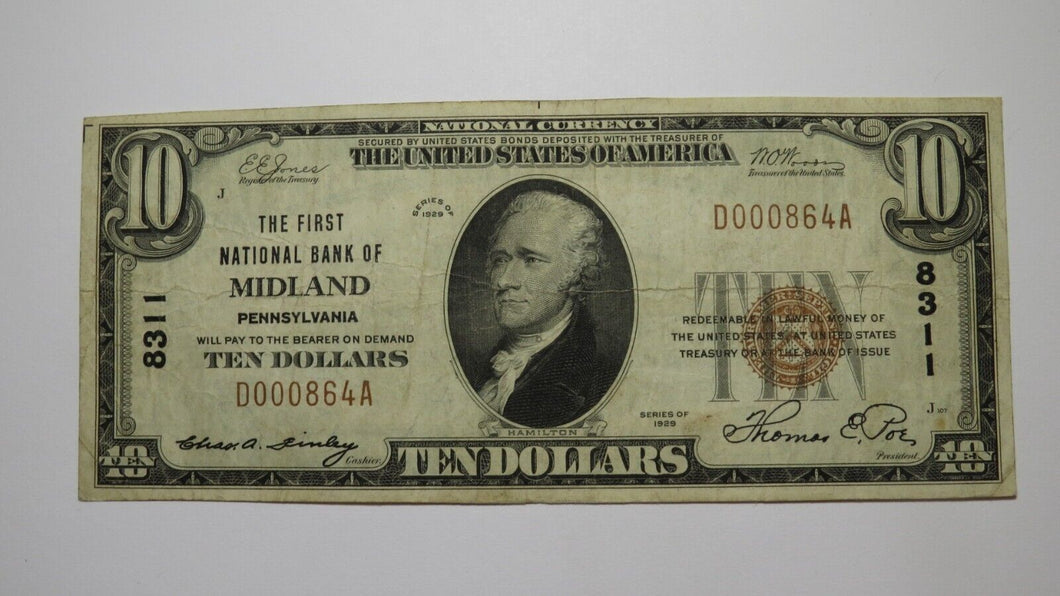 NATIONAL CURRENCY
SECURED BY UNITED STATES BONDS DEPOSITED WITH THE TREASURER OF
THE UNITED STATES OF AMERICA
10
10
E.E. Jones
Register of the Treasury.
W.O. Woods
Treasurer of the United States.
J
SERIES OF
1929
D000864A
THE FIRST
NATIONAL BANK OF
MIDLAND
PENNSYLVANIA
WILL PAY TO THE BEARER ON DEMAND
TEN DOLLARS
D000864A
8311
8311
TEN
REDEEMABLE IN LAWFUL MONEY OF
THE UNITED STATES AT UNITED STATES
TREASURY OR AT THE BANK OF ISSUE
SERIES OF
1929
J 107
HAMILTON
Chas. A. Finley
Cashier.
Thomas E. Poe
President.
10
TEN
TEN DOLLARS
10
TEN